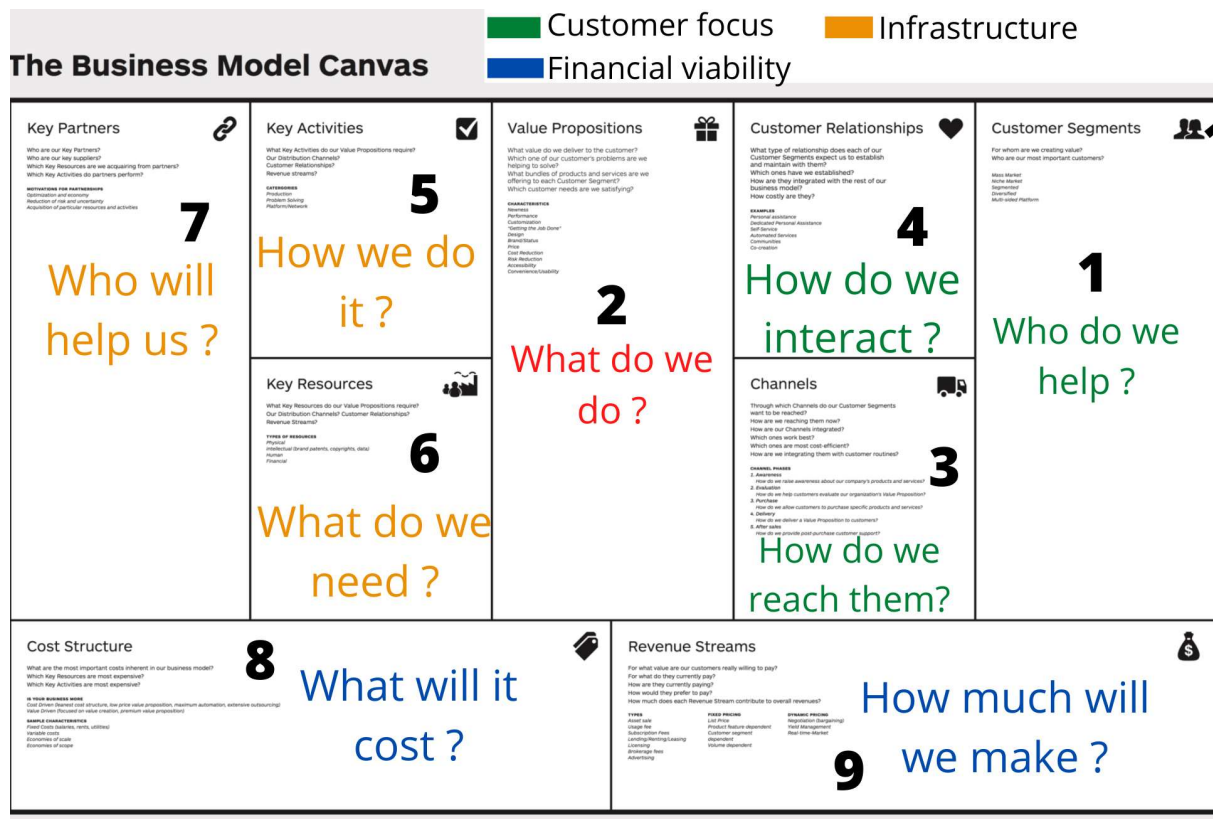 Customer focus
Infrastructure
Financial viability
The Business Model Canvas
Key Partners
Who are our Key Partners?
Who are our key suppliers?
Which Key Resources are we acquairing from partners?
Which Key Activities do partners perform?
MOTIVATIONS FOR PARTNERSHIPS
Optimization and economy
Reduction of risk and uncertainty
Acquisition of particular resources and activities
7
Who will
help us ?
Key Activities
What Key Activities do our Value Propositions require?
Our Distribution Channels?
Customer Relationships?
Revenue streams?
CATERGORIES
Production
Problem Solving
Platform/Network
5
How we do
it ?
Key Resources
What Key Resources do our Value Propositions require?
Our Distribution Channels? Customer Relationships?
Revenue Streams?
TYPES OF RESOURCES
Physical
Intellectual (brand patents, copyrights, data)
Human
Financial
6
What do we
need ?
Value Propositions
What value do we deliver to the customer?
Which one of our customer's problems are we
helping to solve?
What bundles of products and services are we
offering to each Customer Segment?
Which customer needs are we satisfying?
CHARACTERISTICS
Newness
Performance
Customization
"Getting the Job Done"
Design
Brand/Status
Price
Cost Reduction
Risk Reduction
Accessibility
Convenience/Usability
2
What do we
do ?
Customer Relationships
What type of relationship does each of our
Customer Segments expect us to establish
and maintain with them?
Which ones have we established?
How are they integrated with the rest of our
business model?
How costly are they?
EXAMPLES
Personal assistance
Dedicated Personal Assistance
Self-Service
Automated Services
Communities
Co-creation
4
How do we
interact ?
Channels
Through which Channels do our Customer Segments
want to be reached?
How are we reaching them now?
How are our Channels integrated?
Which ones work best?
Which ones are most cost-efficient?
How are we integrating them with customer routines?
CHANNEL PHASES
1. Awareness
How do we raise awareness about our company's products and services?
2. Evaluation
How do we help customers evaluate our organization's Value Proposition?
3. Purchase
How do we allow customers to purchase specific products and services?
4. Delivery
How do we deliver a Value Proposition to customers?
5. After sales
How do we provide post-purchase customer support?
3
How do we
reach them?
Customer Segments
For whom are we creating value?
Who are our most important customers?
Mass Market
Niche Market
Segmented
Diversified
Multi-sided Platform
1
Who do we
help ?
Cost Structure
What are the most important costs inherent in our business model?
Which Key Resources are most expensive?
Which Key Activities are most expensive?
IS YOUR BUSINESS MORE
Cost Driven (leanest cost structure, low price value proposition, maximum automation, extensive outsourcing)
Value Driven (focused on value creation, premium value proposition)
SAMPLE CHARACTERISTICS
Fixed Costs (salaries, rents, utilities)
Variable costs
Economies of scale
Economies of scope
8
What will it
cost ?
Revenue Streams
For what value are our customers really willing to pay?
For what do they currently pay?
How are they currently paying?
How would they prefer to pay?
How much does each Revenue Stream contribute to overall revenues?
TYPES
Asset sale
Usage fee
Subscription Fees
Lending/Renting/Leasing
Licensing
Brokerage fees
Advertising
FIXED PRICING
List Price
Product feature dependent
Customer segment
dependent
Volume dependent
DYNAMIC PRICING
Negotiation (bargaining)
Yield Management
Real-time-Market
$
9
How much will
we make ?